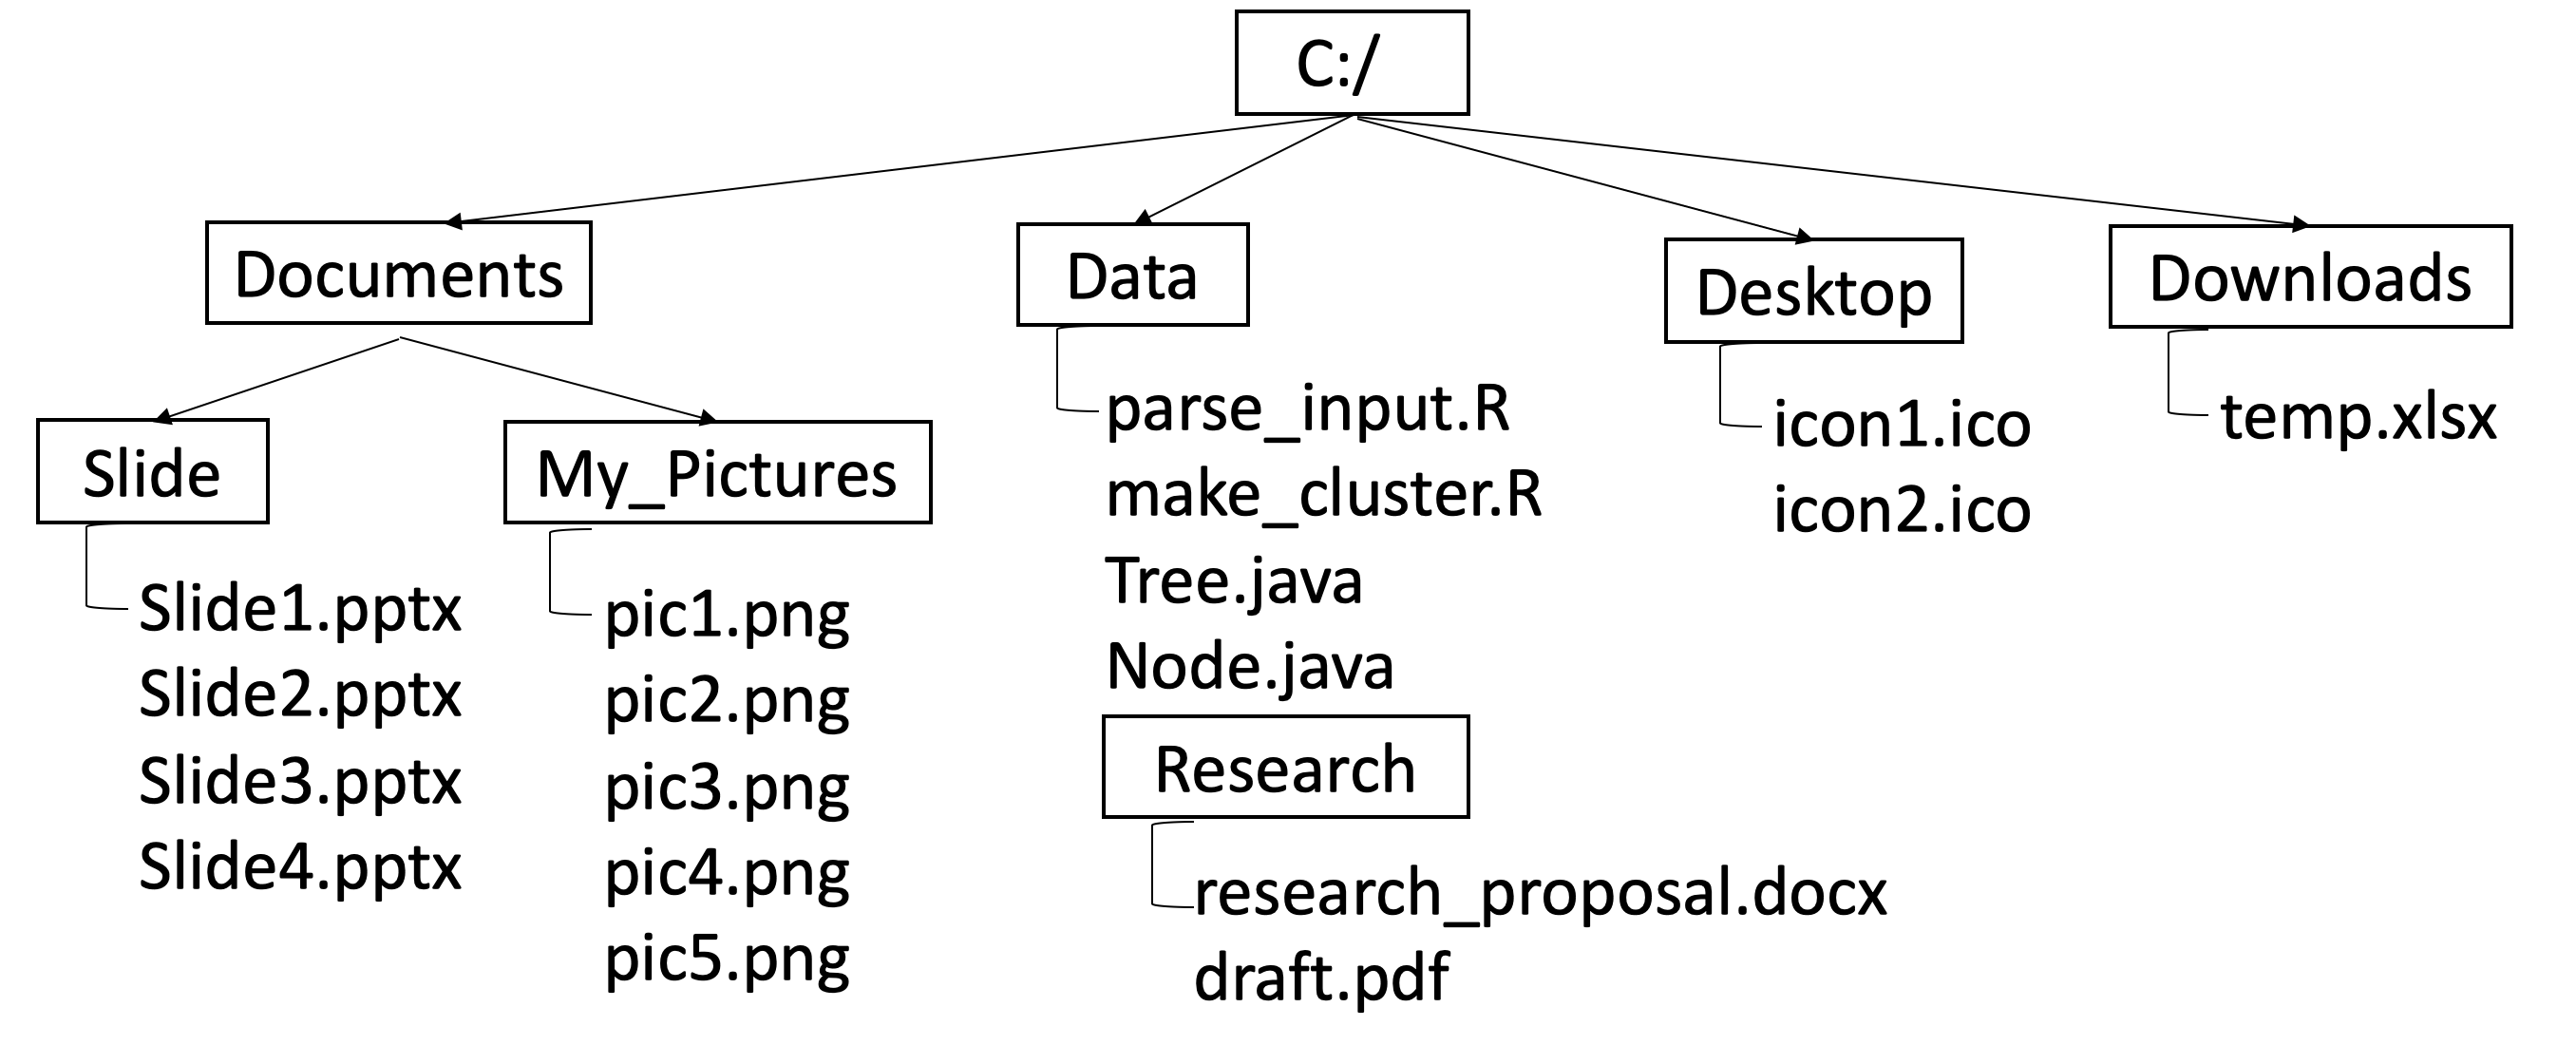 C:/
Documents
Data
Desktop
Downloads
Slide
My_Pictures
Slide1.pptx
Slide2.pptx
Slide3.pptx
Slide4.pptx
pic1.png
pic2.png
pic3.png
pic4.png
pic5.png
parse_input.R
make_cluster.R
Tree.java
Node.java
Research
research_proposal.docx
draft.pdf
icon1.ico
icon2.ico
temp.xlsx